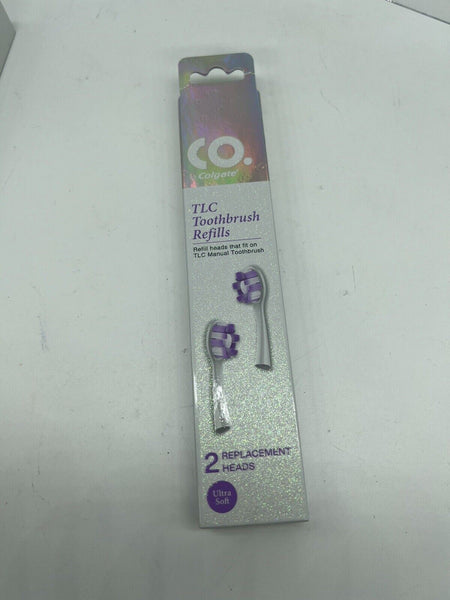 CO.
by Colgate
TLC
Toothbrush
Refills
Refill heads that fit on
TLC Manual Toothbrush
2 REPLACEMENT
HEADS
Ultra
Soft